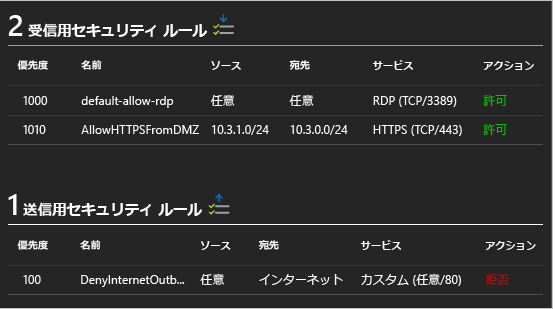 2 受信用セキュリティ ルール
優先度 名前 ソース 宛先 サービス アクション
1000 default-allow-rdp 任意 任意 RDP (TCP/3389) 許可
1010 AllowHTTPSFromDMZ 10.3.1.0/24 10.3.0.0/24 HTTPS (TCP/443) 許可
1 送信用セキュリティ ルール
優先度 名前 ソース 宛先 サービス アクション
100 DenyInternetOutb... 任意 インターネット カスタム (任意/80) 拒否